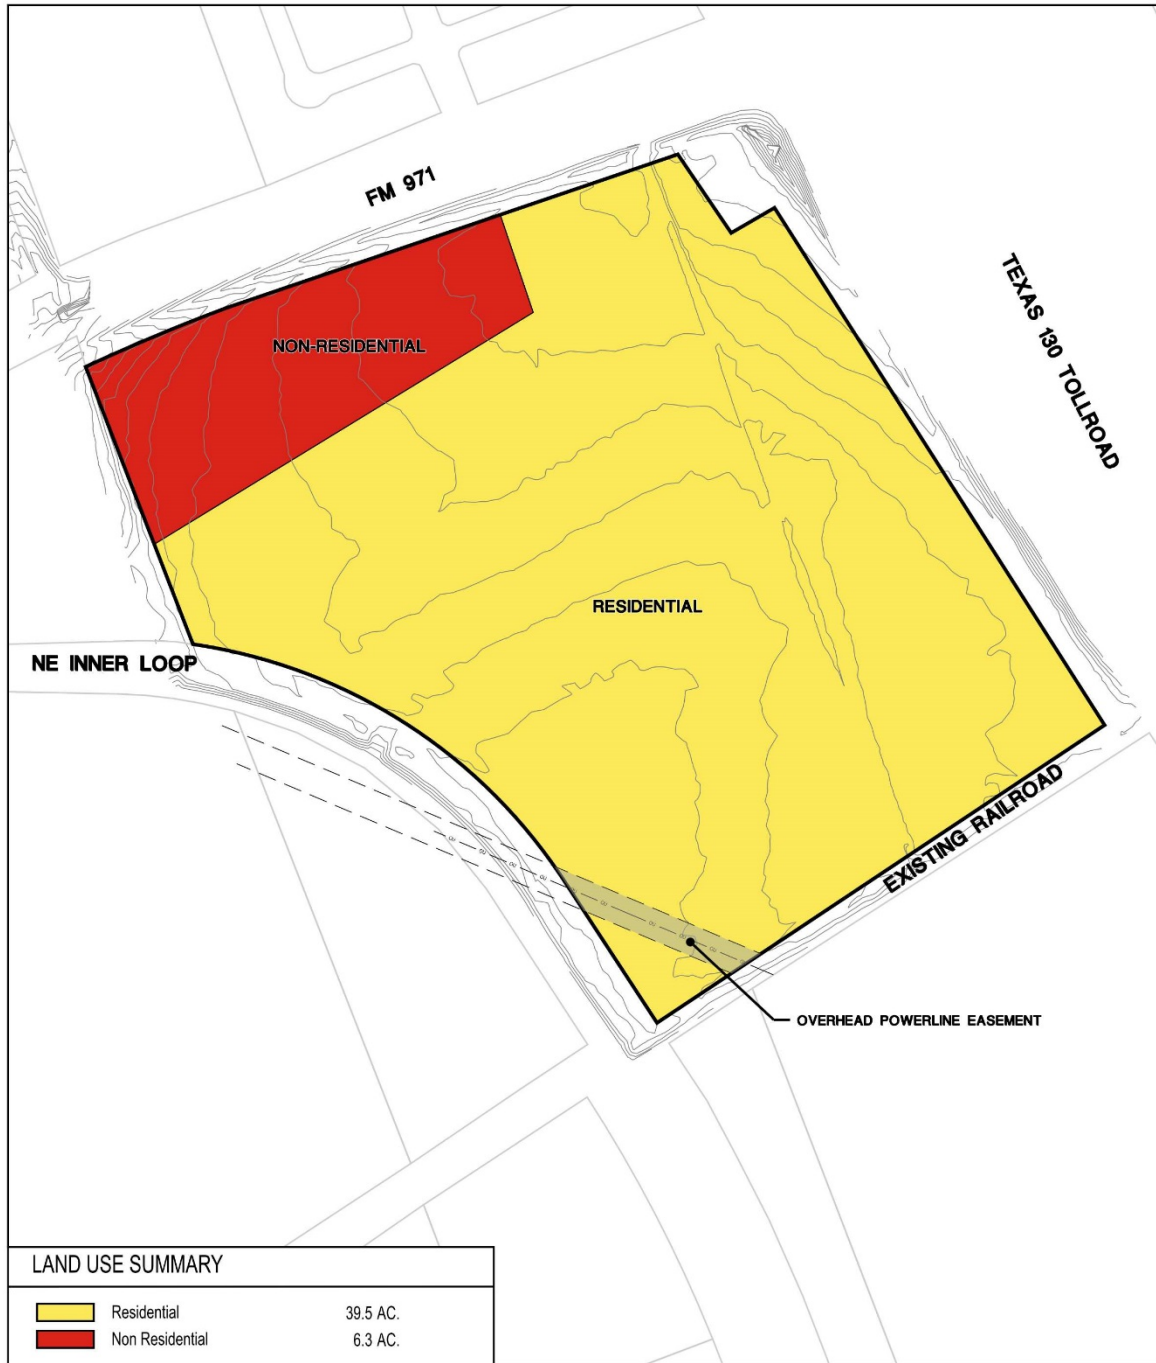 FM 971
TEXAS 130 TOLLROAD
NON-RESIDENTIAL
RESIDENTIAL
NE INNER LOOP
EXISTING RAILROAD
OVERHEAD POWERLINE EASEMENT
LAND USE SUMMARY
Residential 39.5 AC.
Non Residential 6.3 AC.